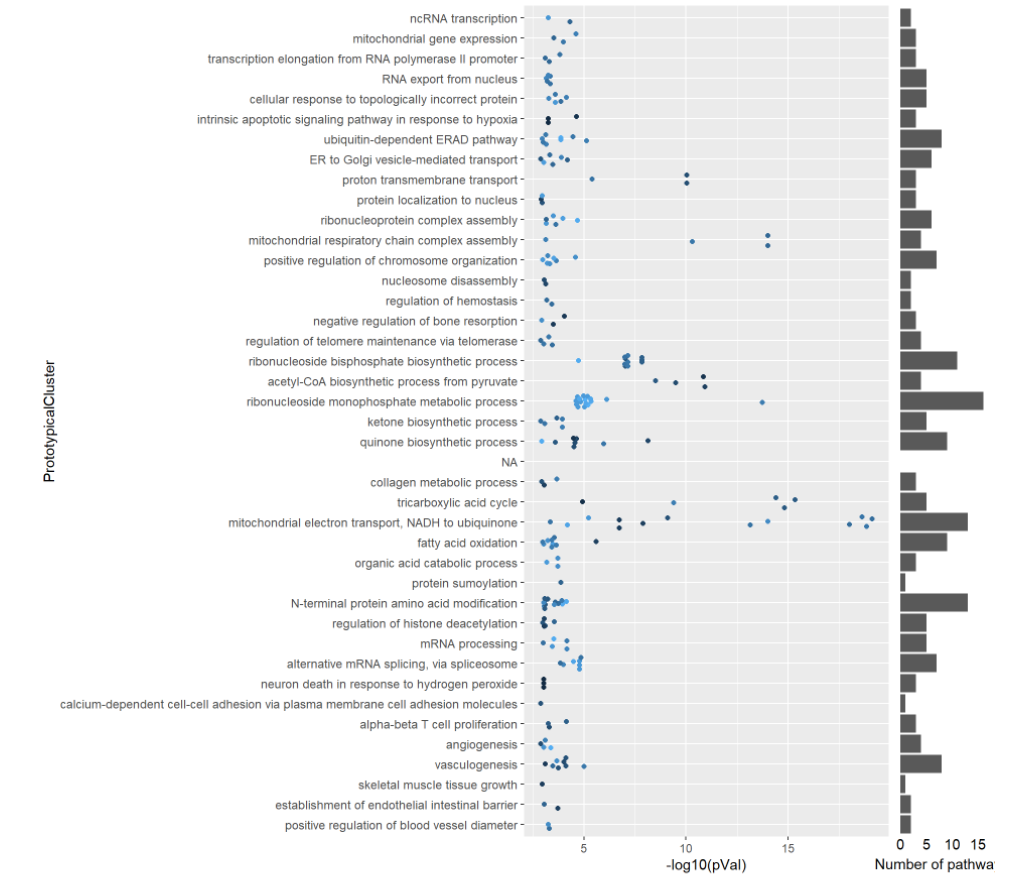 ncRNA transcription
mitochondrial gene expression
transcription elongation from RNA polymerase II promoter
RNA export from nucleus
cellular response to topologically incorrect protein
intrinsic apoptotic signaling pathway in response to hypoxia
ubiquitin-dependent ERAD pathway
ER to Golgi vesicle-mediated transport
proton transmembrane transport
protein localization to nucleus
ribonucleoprotein complex assembly
mitochondrial respiratory chain complex assembly
positive regulation of chromosome organization
nucleosome disassembly
regulation of hemostasis
negative regulation of bone resorption
regulation of telomere maintenance via telomerase
ribonucleoside bisphosphate biosynthetic process
acetyl-CoA biosynthetic process from pyruvate
ribonucleoside monophosphate metabolic process
ketone biosynthetic process
quinone biosynthetic process
NA
collagen metabolic process
tricarboxylic acid cycle
mitochondrial electron transport, NADH to ubiquinone
fatty acid oxidation
organic acid catabolic process
protein sumoylation
N-terminal protein amino acid modification
regulation of histone deacetylation
mRNA processing
alternative mRNA splicing, via spliceosome
neuron death in response to hydrogen peroxide
calcium-dependent cell-cell adhesion via plasma membrane cell adhesion molecules
alpha-beta T cell proliferation
angiogenesis
vasculogenesis
skeletal muscle tissue growth
establishment of endothelial intestinal barrier
positive regulation of blood vessel diameter
PrototypicalCluster
5 10 15
-log10(pVal)
0 5 10 15
Number of pathwa